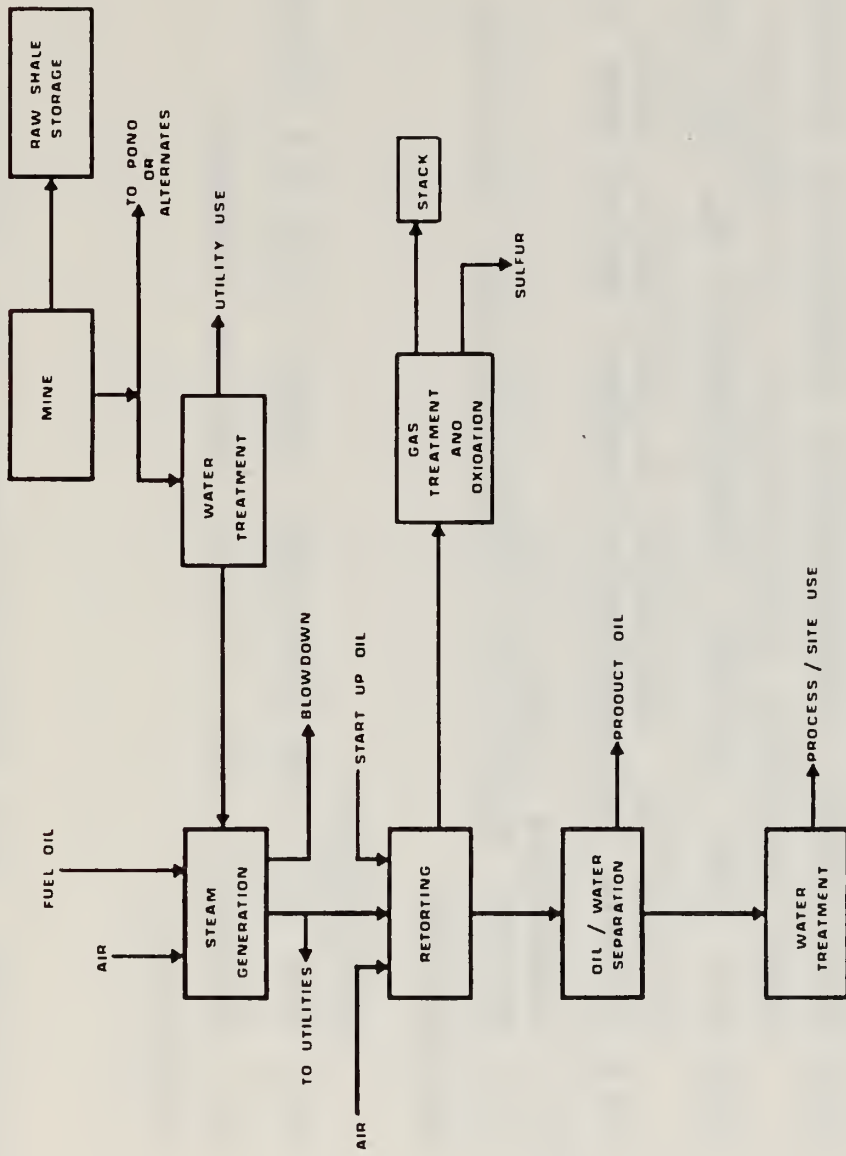 FUEL OIL
AIR
STEAM
GENERATION
BLOWDOWN
TO UTILITIES
MINE
RAW SHALE
STORAGE
TO PONO
OR
ALTERNATES
WATER
TREATMENT
UTILITY USE
AIR
START UP OIL
RETORTING
GAS
TREATMENT
AND
OXIOATION
STACK
SULFUR
OIL / WATER
SEPARATION
PRODUCT OIL
WATER
TREATMENT
PROCESS / SITE USE